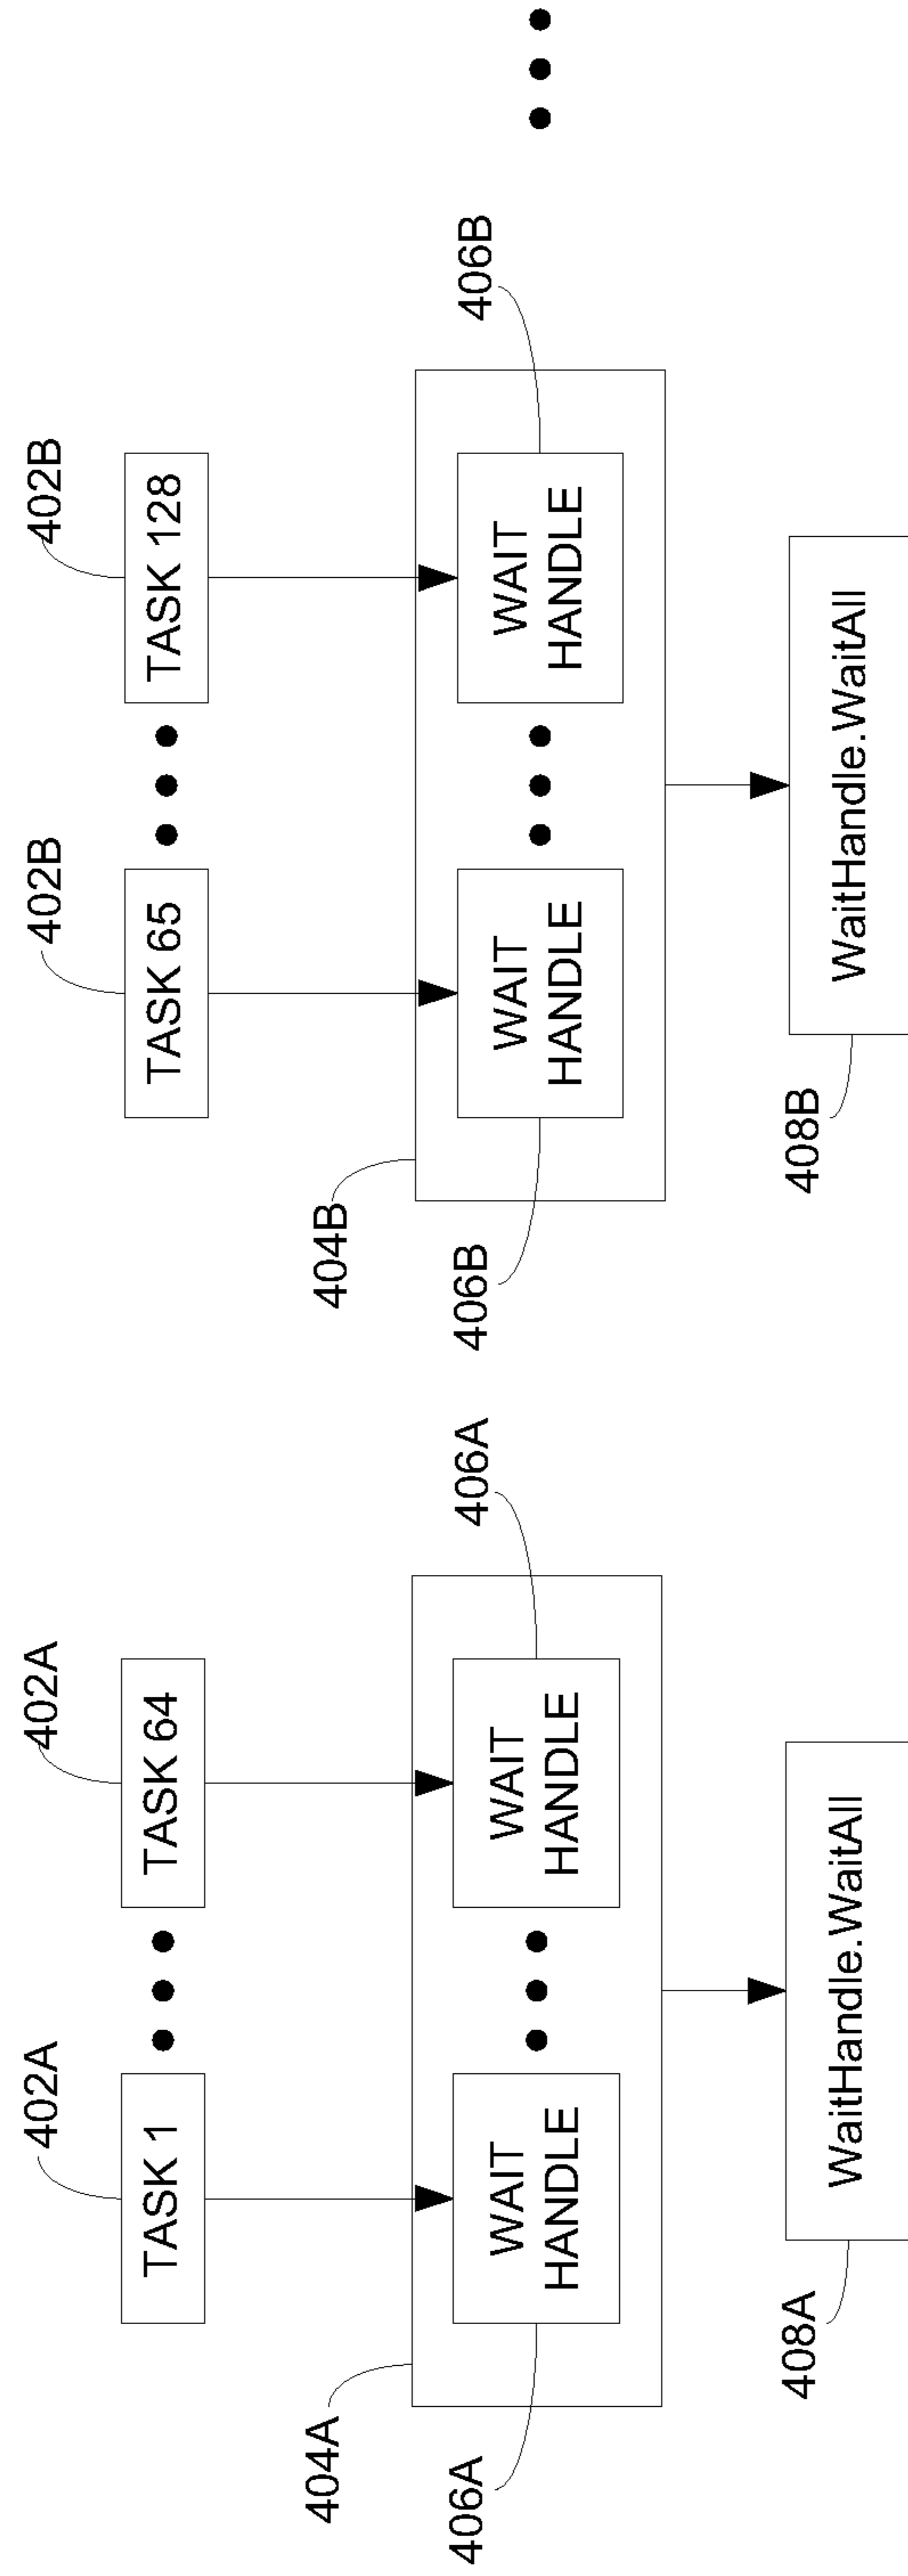 402A
402A
402B
402B
TASK 1
TASK 64
TASK 65
TASK 128
404A
404B
406A
WAIT
HANDLE
WAIT
HANDLE
406A
406B
WAIT
HANDLE
WAIT
HANDLE
406B
408A
WaitHandle.WaitAll
408B
WaitHandle.WaitAll